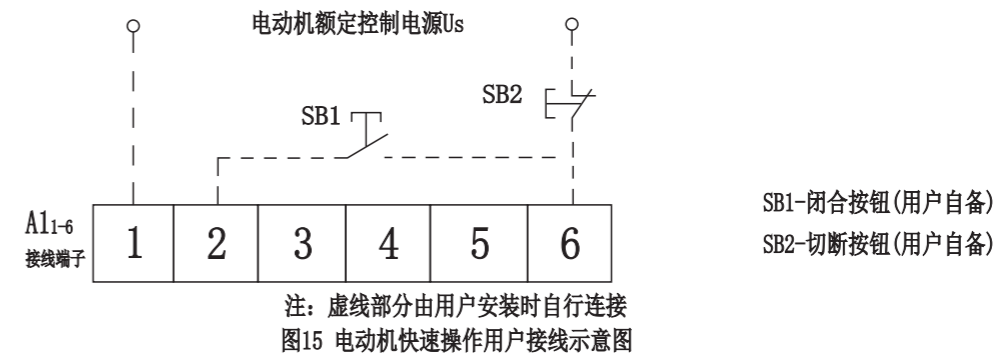 电动机额定控制电源Us
SB2
SB1
A11-6
接线端子
1 2 3 4 5 6
SB1-闭合按钮(用户自备)
SB2-切断按钮(用户自备)
注：虚线部分由用户安装时自行连接
图15 电动机快速操作用户接线示意图